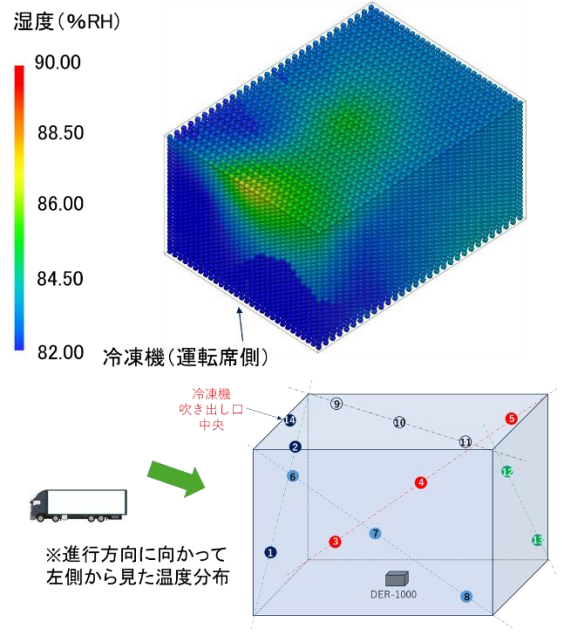 湿度（%RH）
90.00
88.50
86.00
84.50
82.00
冷凍機（運転席側）
冷凍機
吹き出し口
中央
14
9
10
11
5
2
6
4
12
1
3
7
13
8
DER-1000
※進行方向に向かって
左側から見た温度分布